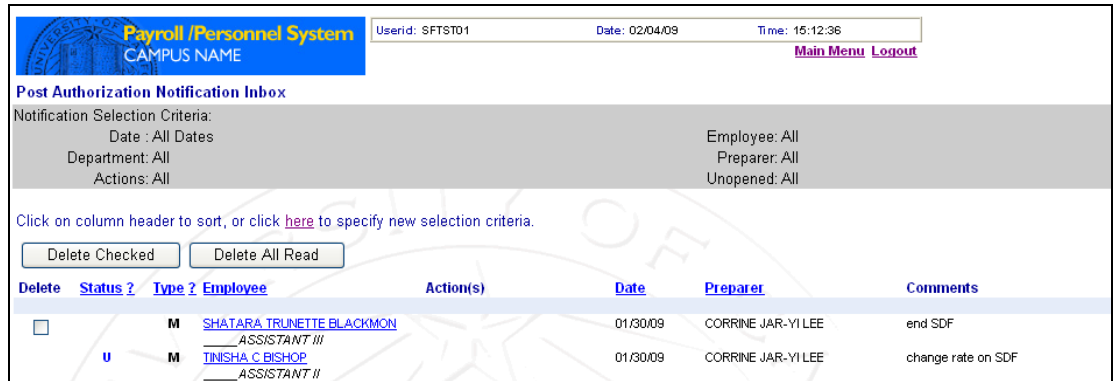 Payroll /Personnel System
CAMPUS NAME
Userid: SFTST01 Date: 02/04/09 Time: 15:12:36
Main Menu Logout
Post Authorization Notification Inbox
Notification Selection Criteria:
Date : All Dates Employee: All
Department: All Preparer: All
Actions: All Unopened: All
Click on column header to sort, or click here to specify new selection criteria.
Delete Checked Delete All Read
Delete Status ? Type ? Employee Action(s) Date Preparer Comments
M SHATARA TRUNETTE BLACKMON 01/30/09 CORRINE JAR-YI LEE end SDF
____ASSISTANT III
U M TINISHA C BISHOP 01/30/09 CORRINE JAR-YI LEE change rate on SDF
____ASSISTANT II